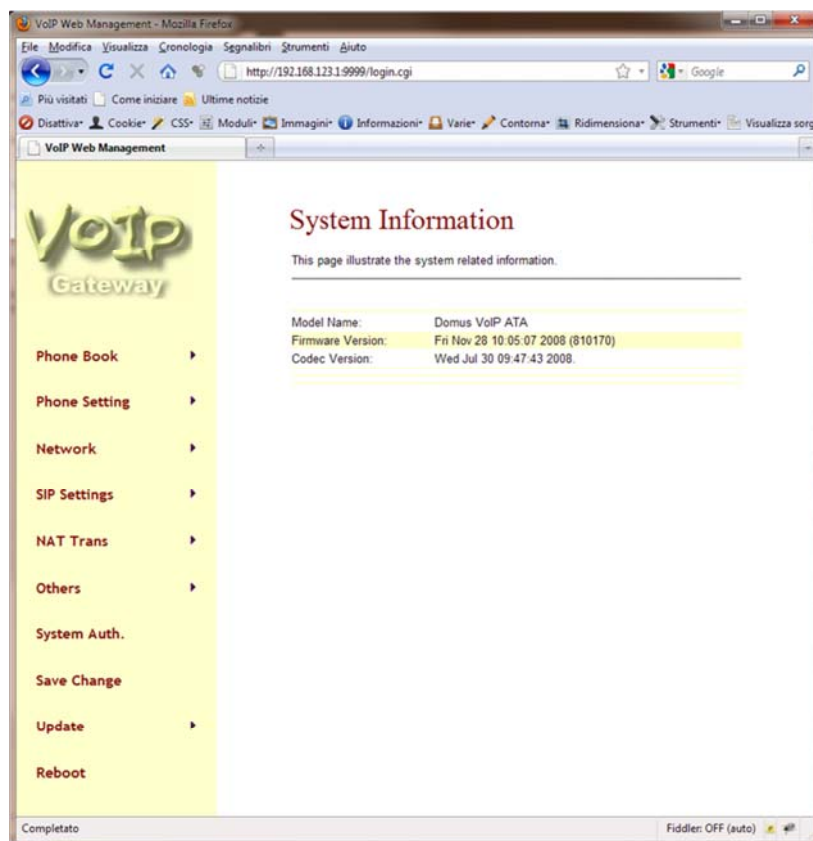 VoIP Web Management - Mozilla Firefox
File Modifica Visualizza Cronologia Segnalibri Strumenti Aiuto
http://192.168.123.1:9999/login.cgi Google
Più visitati Come iniziare Ultime notizie
Disattiva Cookie CSS Moduli Immagini Informazioni Varie Contorna Ridimensiona Strumenti Visualizza sorg
VoIP Web Management
VoIP
Gateway
Phone Book
Phone Setting
Network
SIP Settings
NAT Trans
Others
System Auth.
Save Change
Update
Reboot
System Information
This page illustrate the system related information.
Model Name: Domus VoIP ATA
Firmware Version: Fri Nov 28 10:05:07 2008 (810170)
Codec Version: Wed Jul 30 09:47:43 2008.
Completato Fiddler: OFF (auto)